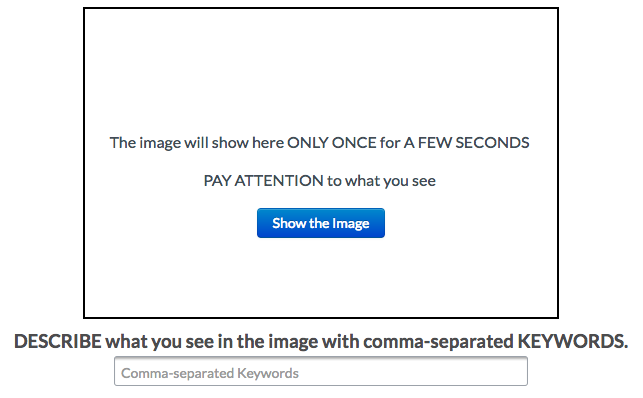 The image will show here ONLY ONCE for A FEW SECONDS
PAY ATTENTION to what you see
Show the Image
DESCRIBE what you see in the image with comma-separated KEYWORDS.
Comma-separated Keywords